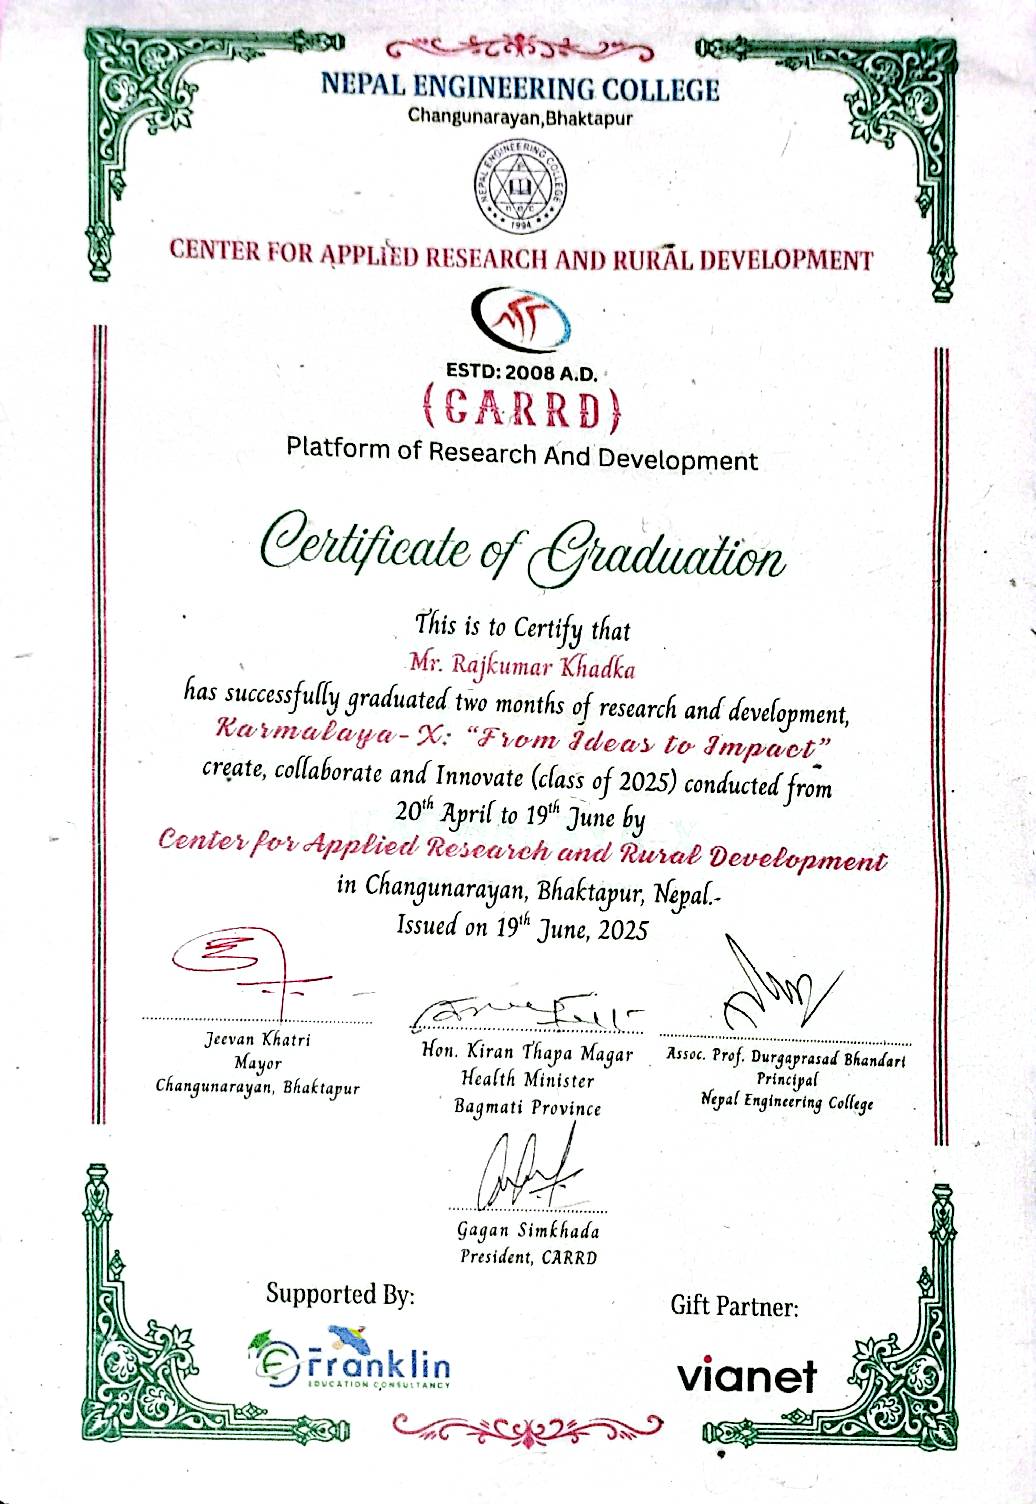 NEPAL ENGINEERING COLLEGE
Changunarayan,Bhaktapur
NEPAL ENGINEERING COLLEGE
nec
1994
CENTER FOR APPLIED RESEARCH AND RURAL DEVELOPMENT
ESTD: 2008 A.D.
(CARRD)
Platform of Research And Development
Certificate of Graduation
This is to Certify that
Mr. Rajkumar Khadka
has successfully graduated two months of research and development,
Karmalaya-X: “From Ideas to Impact”
create, collaborate and Innovate (class of 2025) conducted from
20th April to 19th June by
Center for Applied Research and Rural Development
in Changunarayan, Bhaktapur, Nepal.-
Issued on 19th June, 2025
Jeevan Khatri
Mayor
Changunarayan, Bhaktapur
Hon. Kiran Thapa Magar
Health Minister
Bagmati Province
Assoc. Prof. Durgaprasad Bhandari
Principal
Nepal Engineering College
Gagan Simkhada
President, CARRD
Supported By:
Franklin
EDUCATION CONSULTANCY
Gift Partner:
vianet